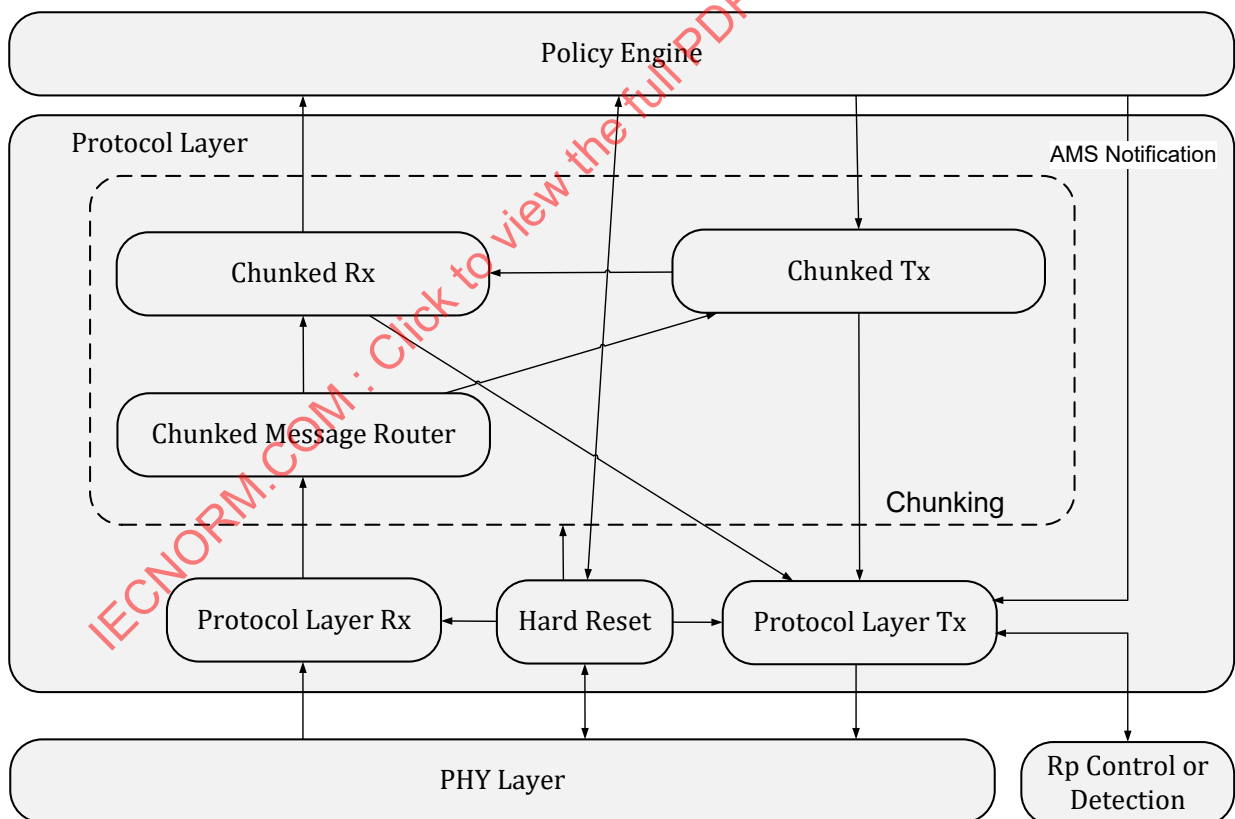 Policy Engine
Protocol Layer
AMS Notification
Chunked Rx
Chunked Tx
Chunked Message Router
Chunking
Protocol Layer Rx
Hard Reset
Protocol Layer Tx
PHY Layer
Rp Control or
Detection
IECNORM.COM : Click to view the full PDF